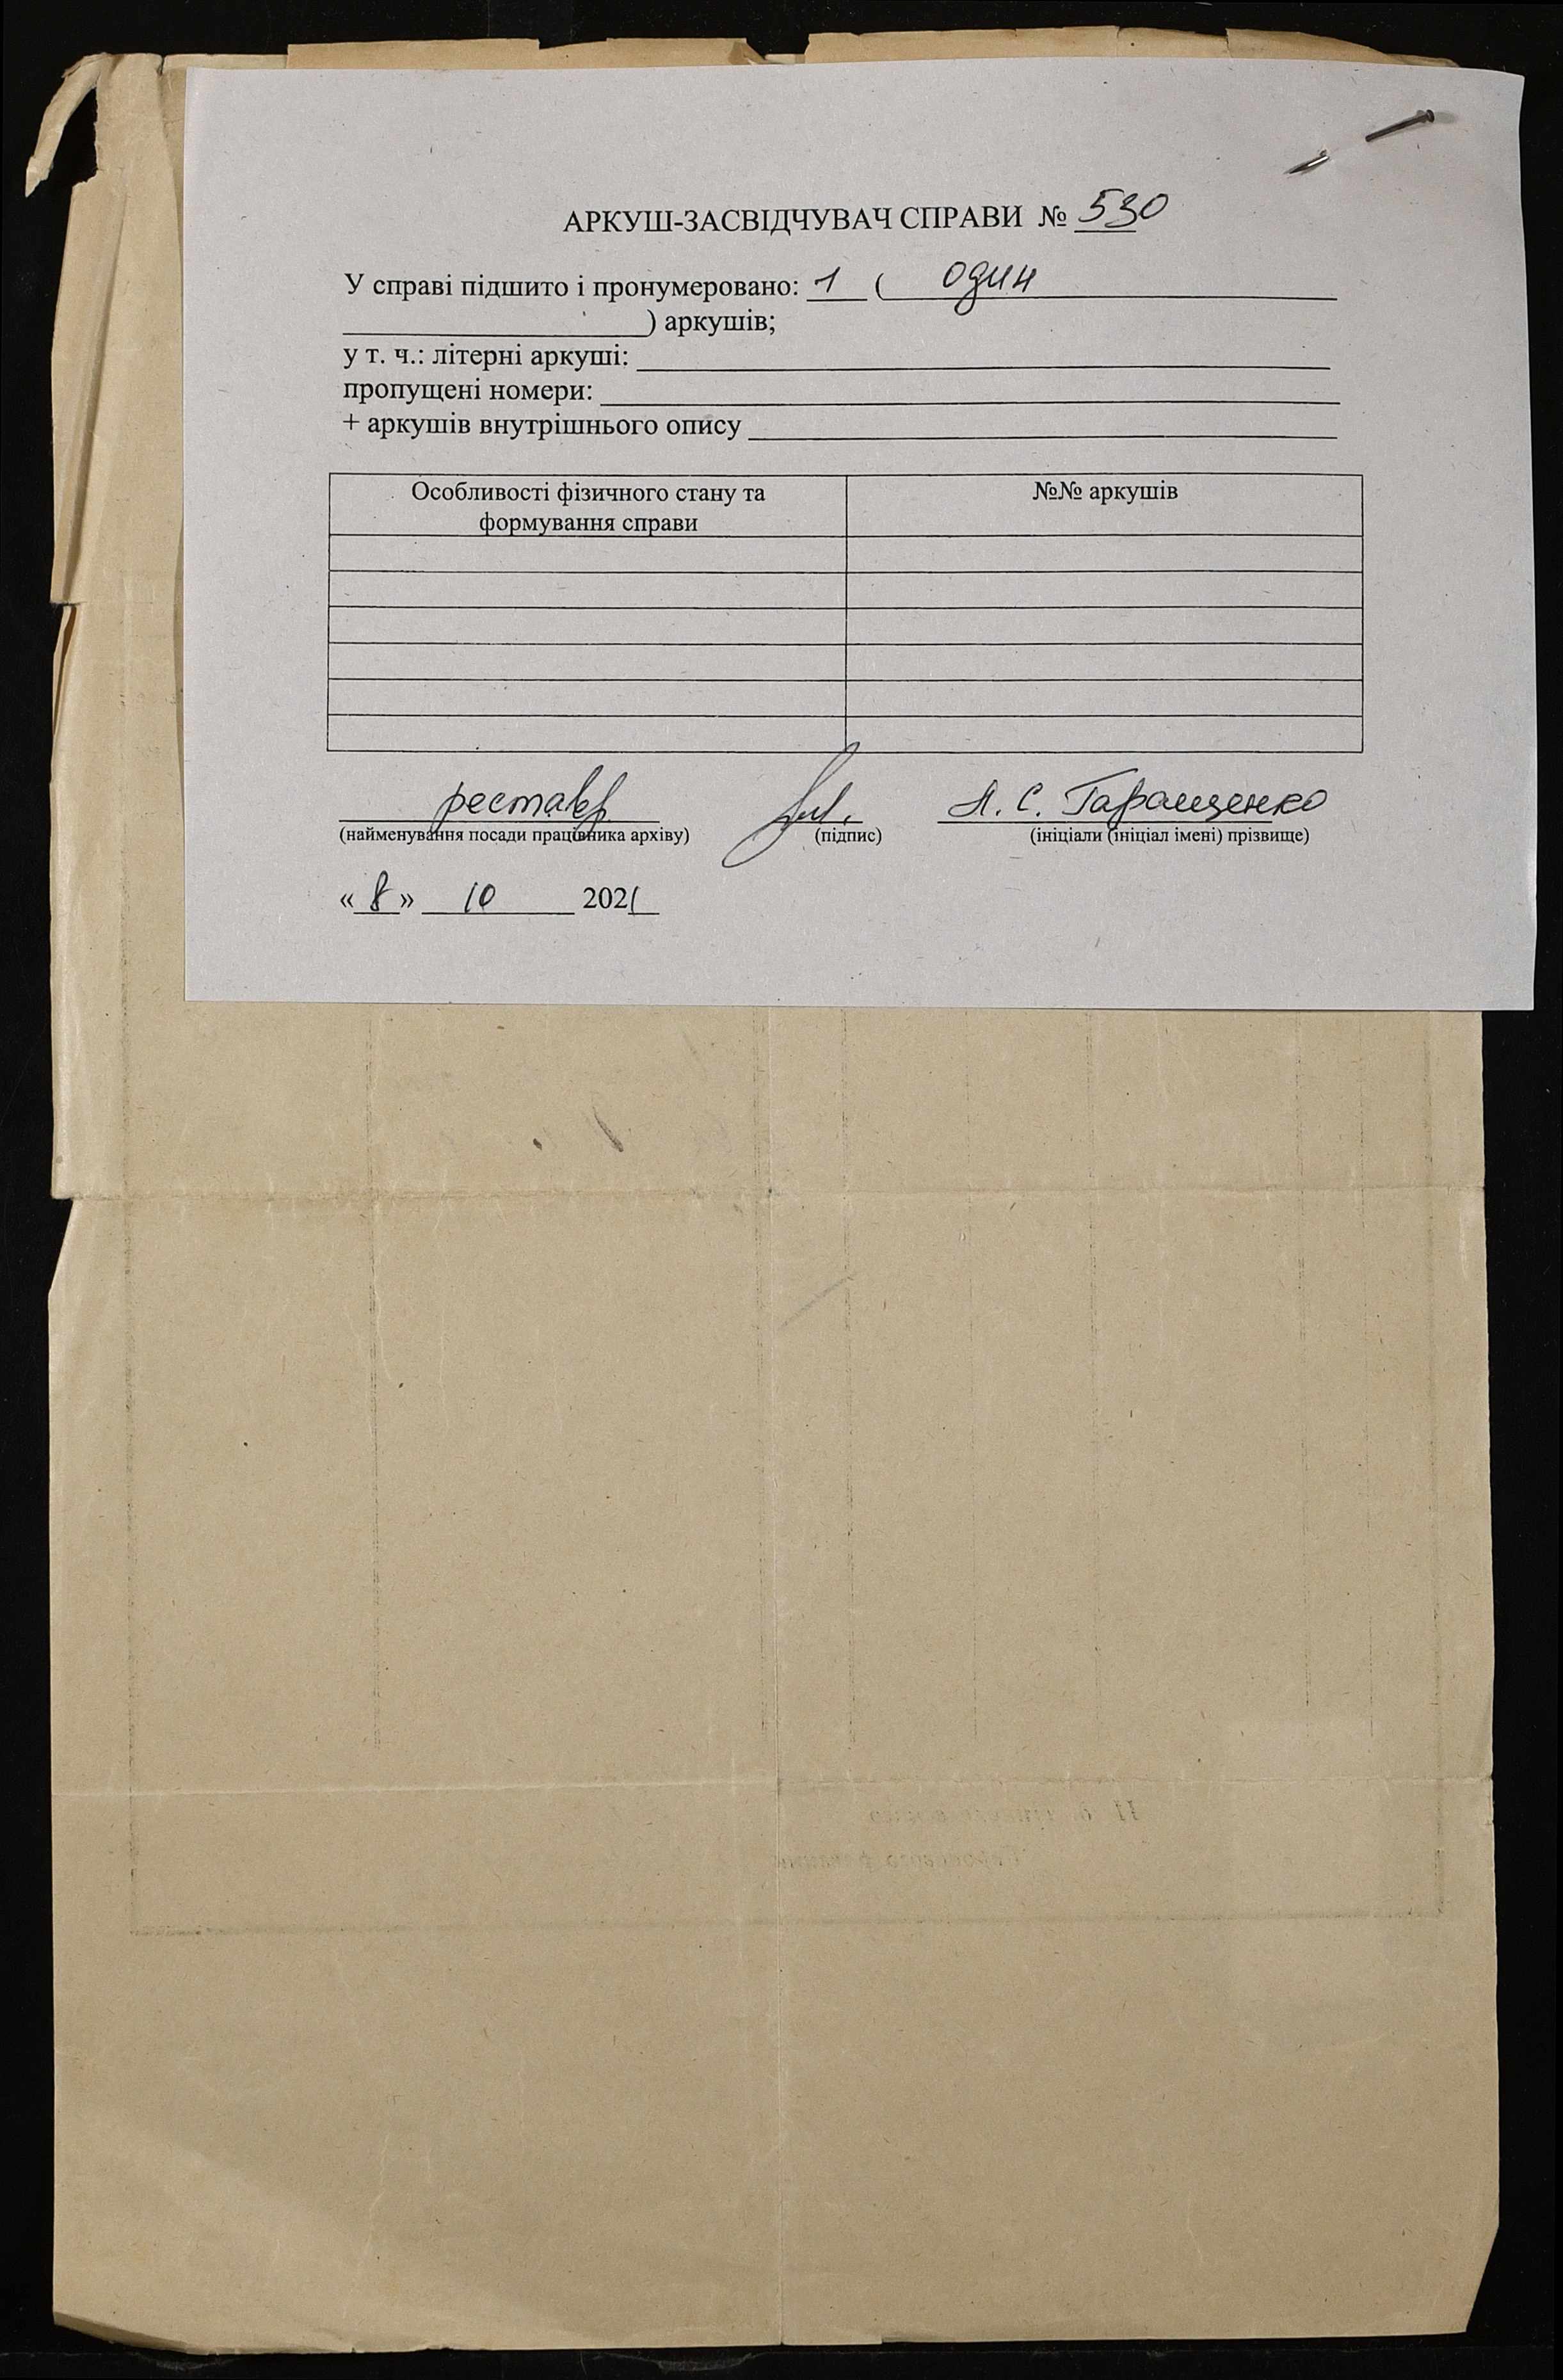 АРКУШ-ЗАСВІДЧУВАЧ СПРАВИ № 530
У справі підшито і пронумеровано: 1 ( один
) аркушів;
у т. ч.: літерні аркуші:
пропущені номери:
+ аркушів внутрішнього опису
Особливості фізичного стану та №№ аркушів
формування справи
реставр А. С. Гаращенко
(найменування посади працівника архіву) (підпис) (ініціали (ініціал імені) прізвище)
« 8 » 10 2021